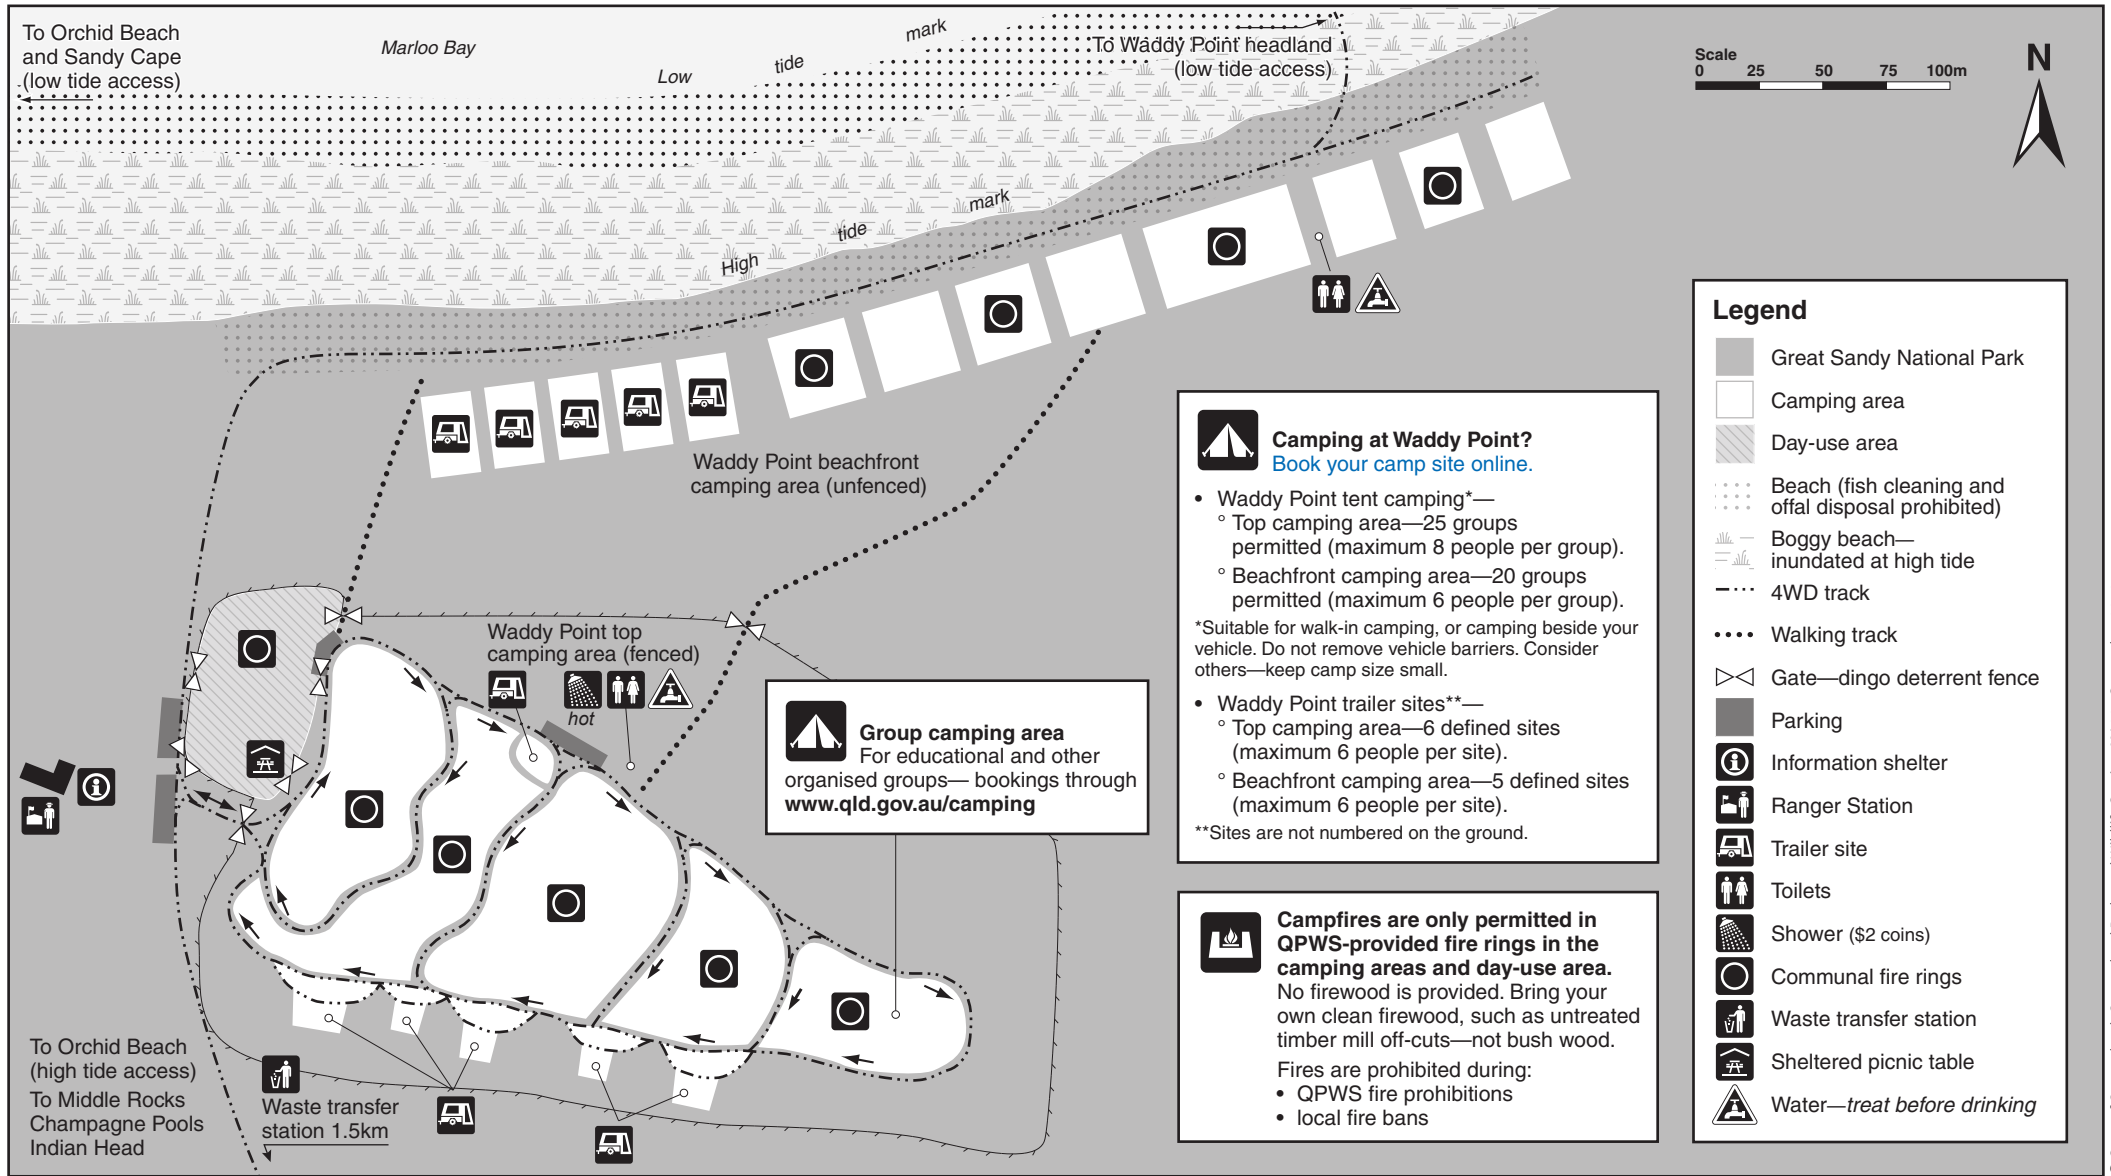 To Orchid Beach
and Sandy Cape
(low tide access)
Marloo Bay
Low
tide
mark
To Waddy Point headland
(low tide access)
High
tide
mark
Scale
0 25 50 75 100m
N
Waddy Point beachfront
camping area (unfenced)
Waddy Point top
camping area (fenced)
hot
Group camping area
For educational and other
organised groups— bookings through
www.qld.gov.au/camping
Camping at Waddy Point?
Book your camp site online.
• Waddy Point tent camping*—
° Top camping area—25 groups
permitted (maximum 8 people per group).
° Beachfront camping area—20 groups
permitted (maximum 6 people per group).
*Suitable for walk-in camping, or camping beside your
vehicle. Do not remove vehicle barriers. Consider
others—keep camp size small.
• Waddy Point trailer sites**—
° Top camping area—6 defined sites
(maximum 6 people per site).
° Beachfront camping area—5 defined sites
(maximum 6 people per site).
**Sites are not numbered on the ground.
Campfires are only permitted in
QPWS-provided fire rings in the
camping areas and day-use area.
No firewood is provided. Bring your
own clean firewood, such as untreated
timber mill off-cuts—not bush wood.
Fires are prohibited during:
• QPWS fire prohibitions
• local fire bans
Legend
Great Sandy National Park
Camping area
Day-use area
Beach (fish cleaning and
offal disposal prohibited)
Boggy beach—
inundated at high tide
4WD track
Walking track
Gate—dingo deterrent fence
Parking
Information shelter
Ranger Station
Trailer site
Toilets
Shower ($2 coins)
Communal fire rings
Waste transfer station
Sheltered picnic table
Water—treat before drinking
To Orchid Beach
(high tide access)
To Middle Rocks
Champagne Pools
Indian Head
Waste transfer
station 1.5km